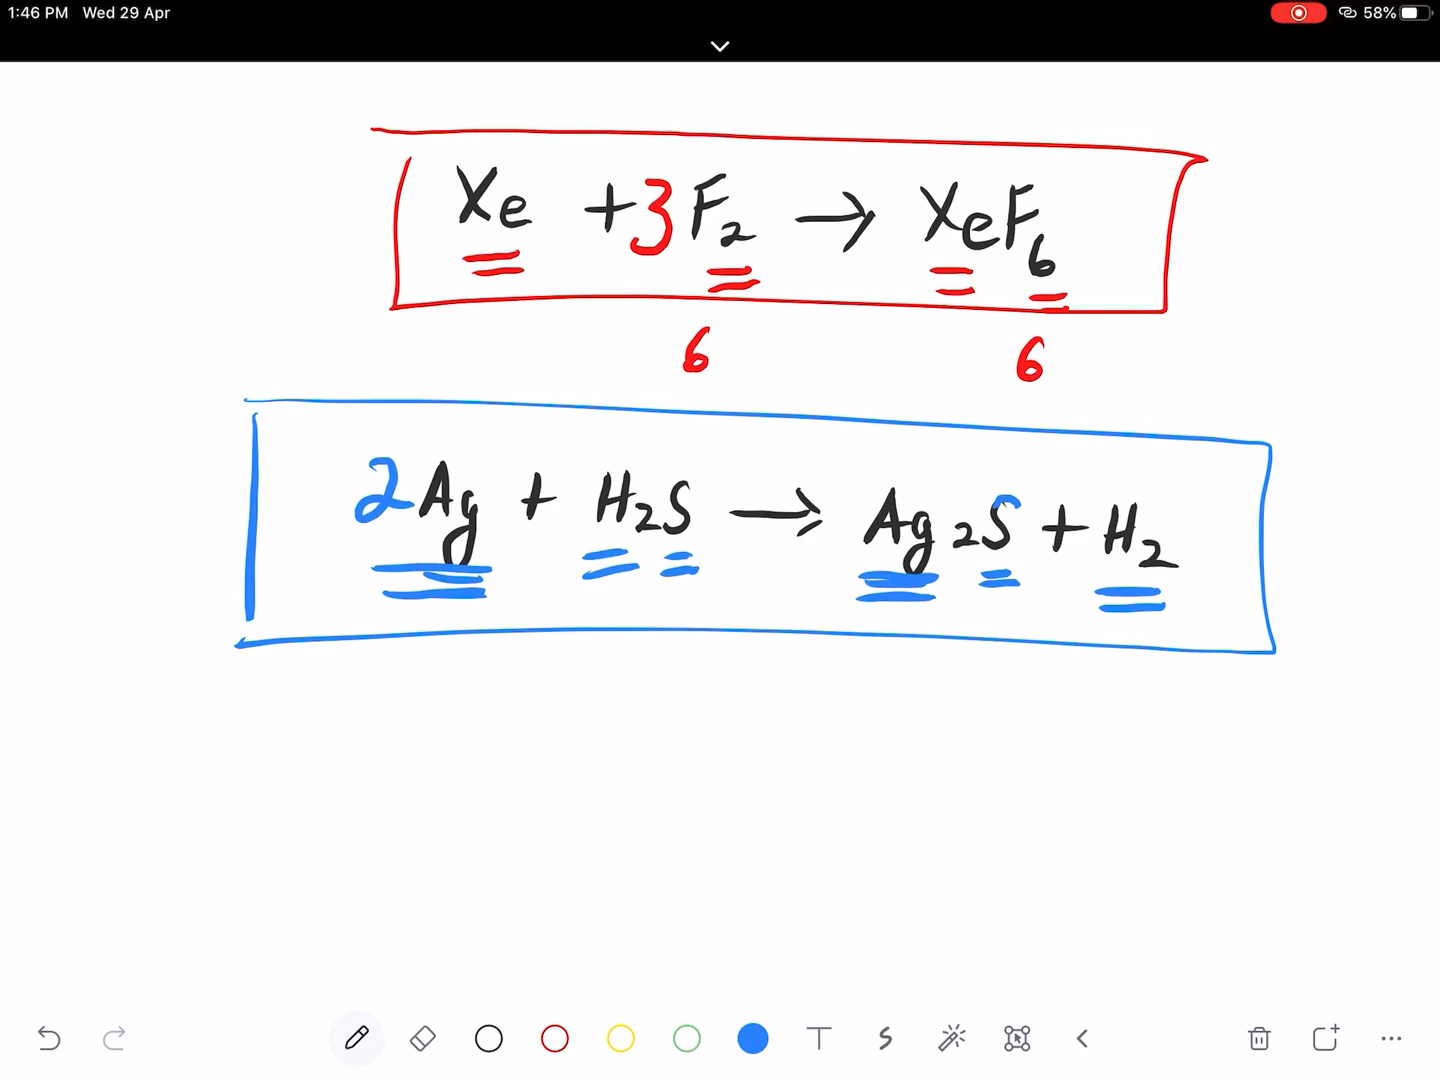 1:46 PM Wed 29 Apr 58%
Xe + 3F₂ → XeF₆
6 6
2Ag + H₂S → Ag₂S + H₂
T